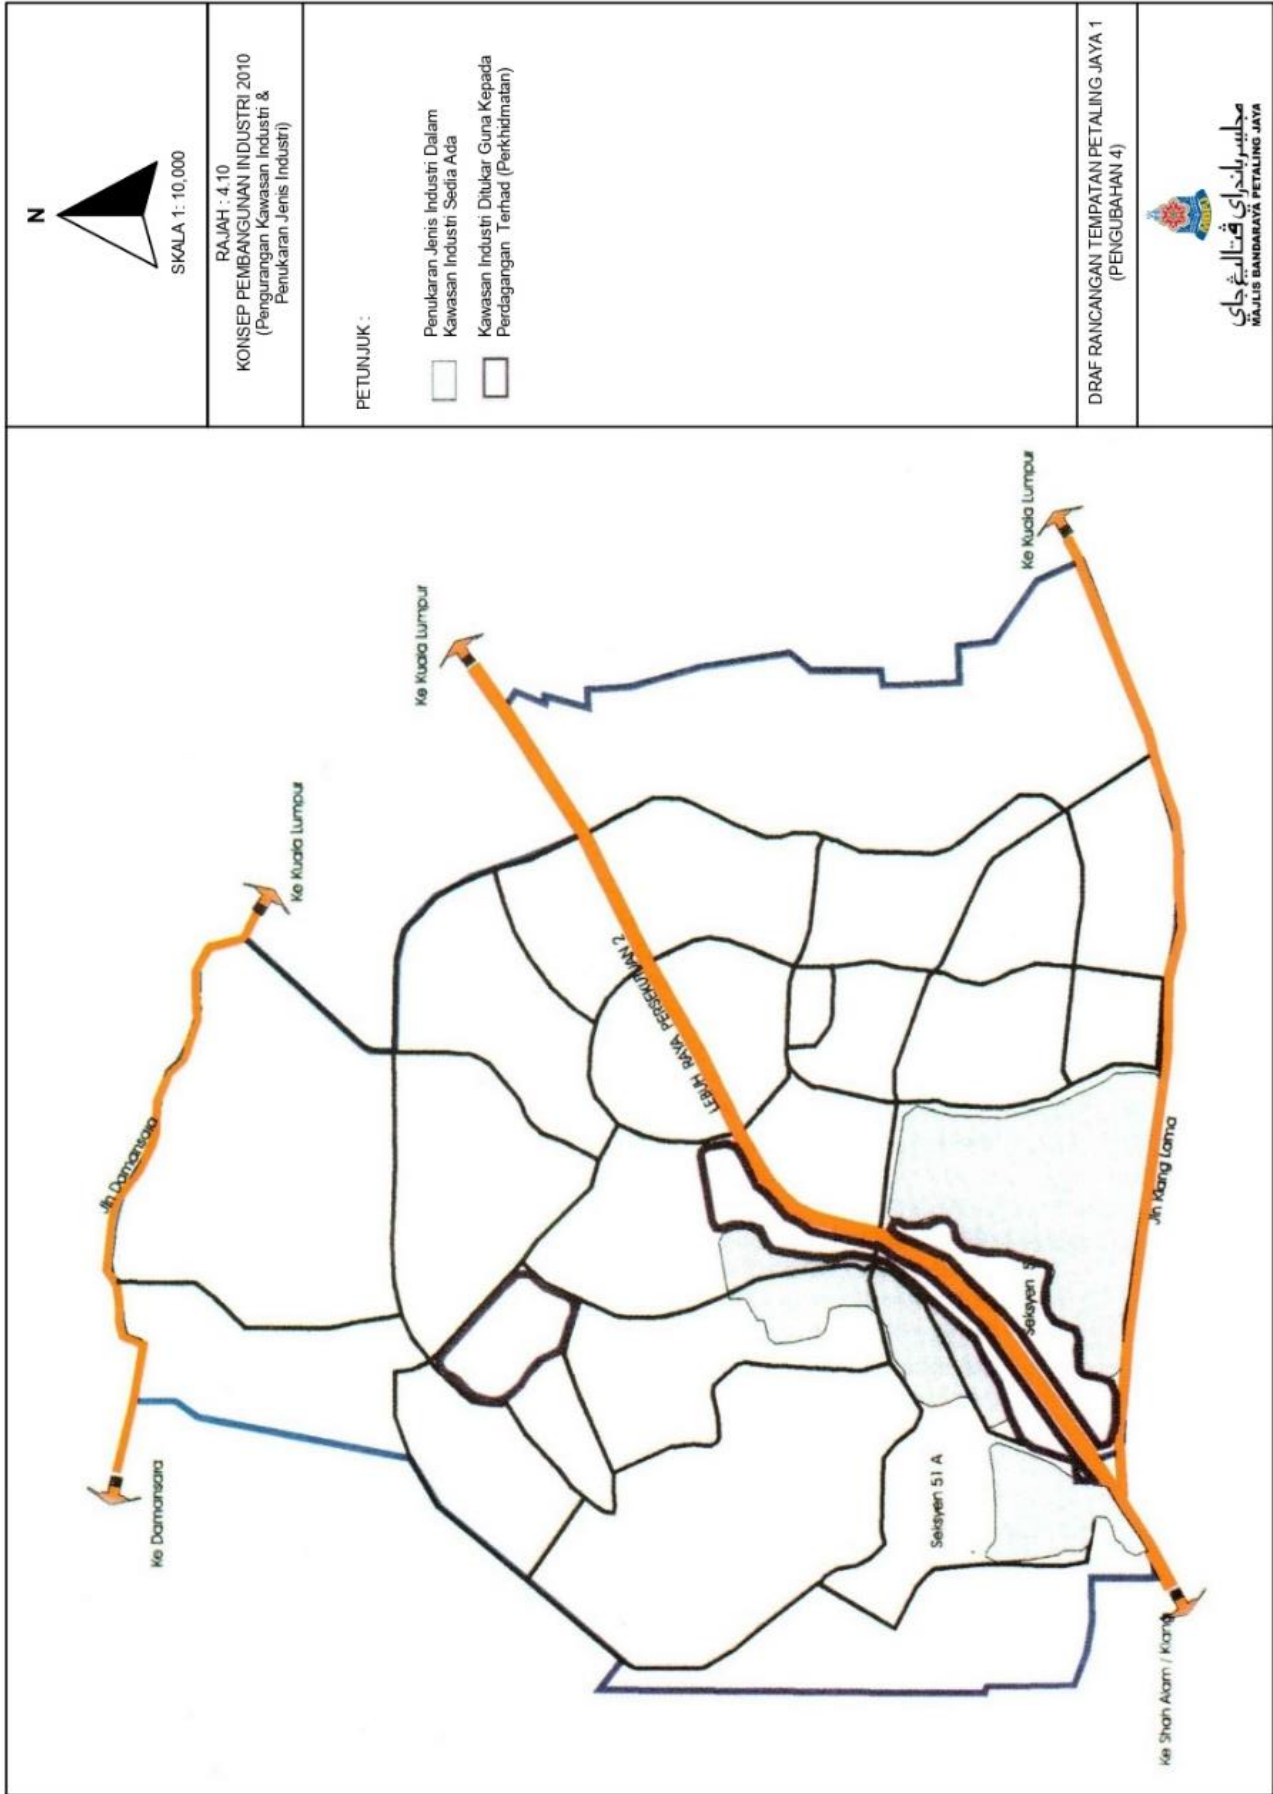 N
SKALA 1: 10,000
RAJAH : 4.10
KONSEP PEMBANGUNAN INDUSTRI 2010
(Pengurangan Kawasan Industri &
Penukaran Jenis Industri)
PETUNJUK :
Penukaran Jenis Industri Dalam
Kawasan Industri Sedia Ada
Kawasan Industri Ditukar Guna Kepada
Perdagangan Terhad (Perkhidmatan)
DRAF RANCANGAN TEMPATAN PETALING JAYA 1
(PENGUBAHAN 4)
MBPJ
مجليس بندراي ڤتاليڠ جاي
MAJLIS BANDARAYA PETALING JAYA
Ke Damansara
Jln Damansara
Ke Kuala Lumpur
Ke Kuala Lumpur
LEBUH RAYA PERSEKUTUAN 2
Ke Kuala Lumpur
Seksyen 51 A
Seksyen 5
Jln Klang Lama
Ke Shah Alam / Klang